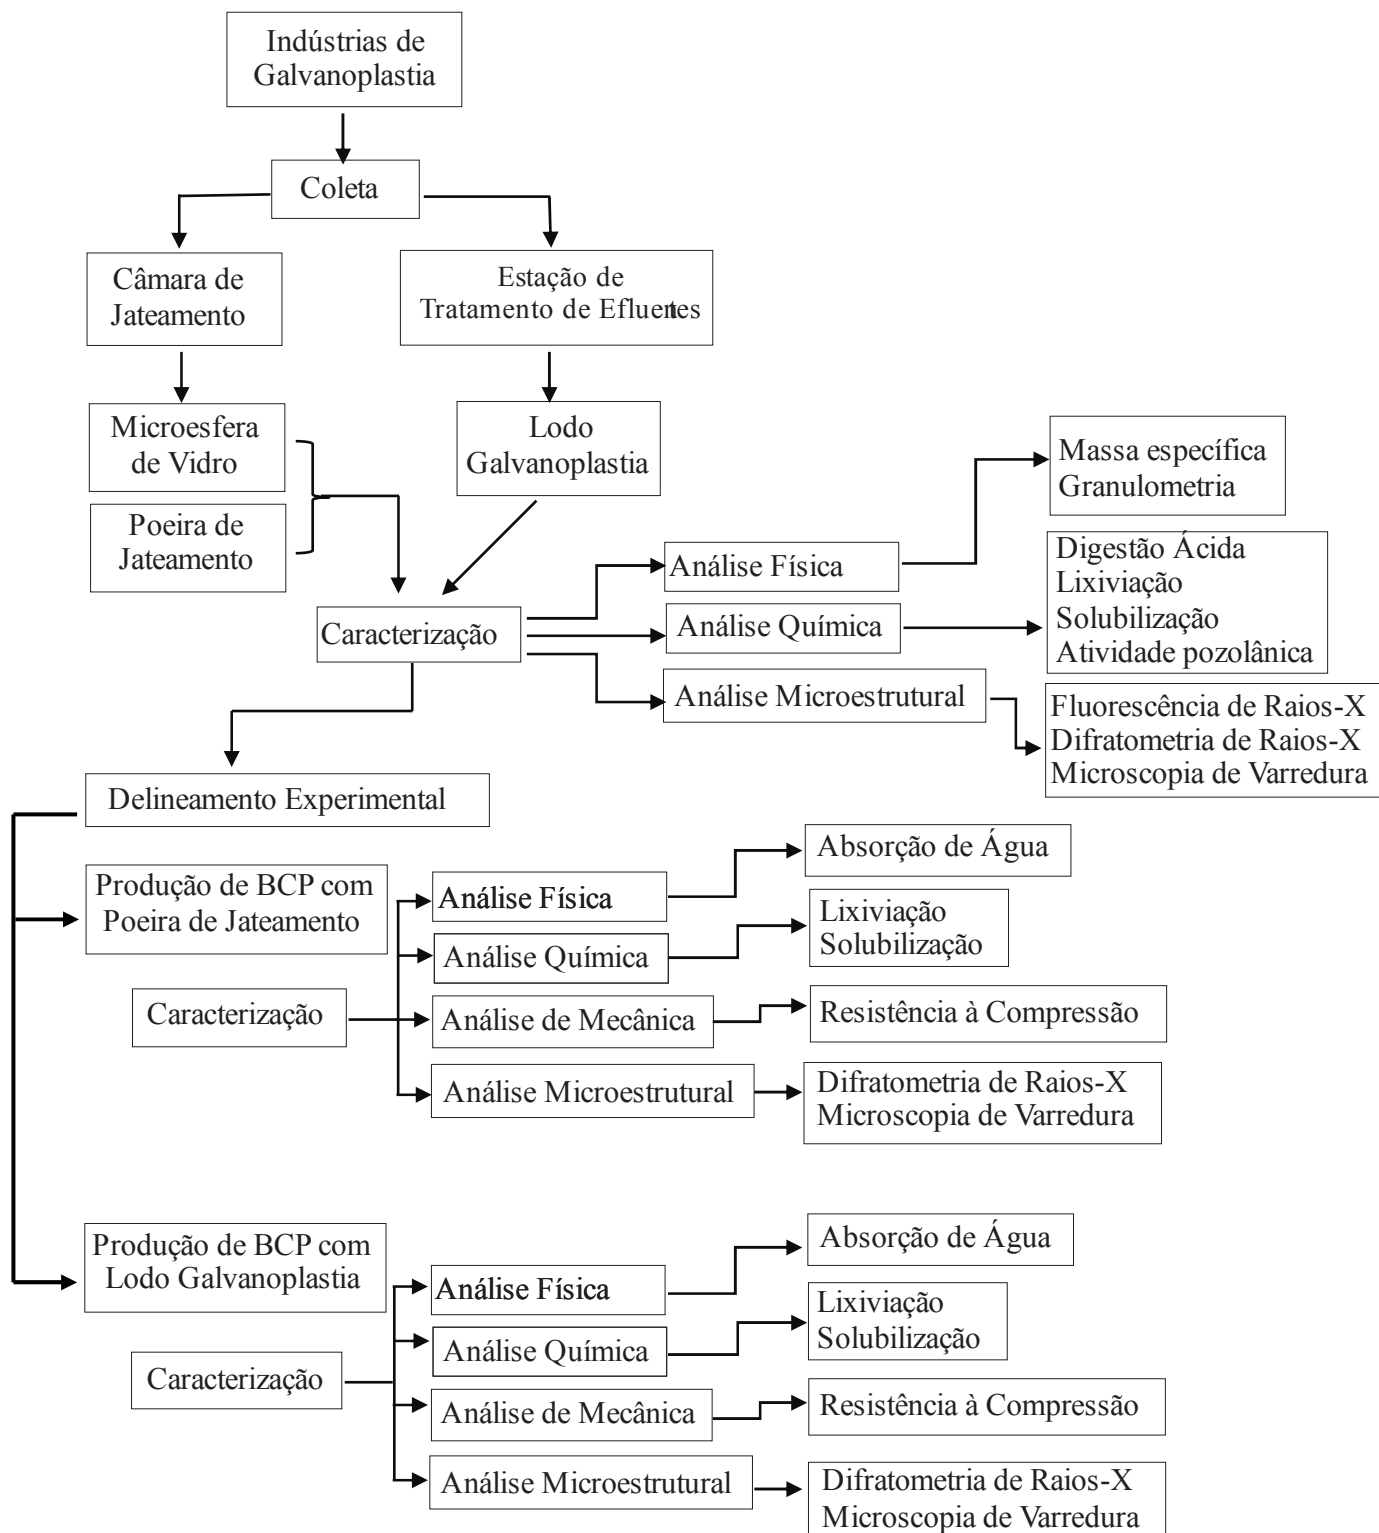 Indústrias de
Galvanoplastia
Coleta
Câmara de
Jateamento
Estação de
Tratamento de Efluentes
Microesfera
de Vidro
Lodo
Galvanoplastia
Poeira de
Jateamento
Massa específica
Granulometria
Análise Física
Digestão Ácida
Lixiviação
Solubilização
Atividade pozolânica
Caracterização
Análise Química
Análise Microestrutural
Fluorescência de Raios-X
Difratometria de Raios-X
Microscopia de Varredura
Delineamento Experimental
Produção de BCP com
Poeira de Jateamento
Análise Física
Absorção de Água
Análise Química
Lixiviação
Solubilização
Caracterização
Análise de Mecânica
Resistência à Compressão
Análise Microestrutural
Difratometria de Raios-X
Microscopia de Varredura
Produção de BCP com
Lodo Galvanoplastia
Análise Física
Absorção de Água
Análise Química
Lixiviação
Solubilização
Caracterização
Análise de Mecânica
Resistência à Compressão
Análise Microestrutural
Difratometria de Raios-X
Microscopia de Varredura